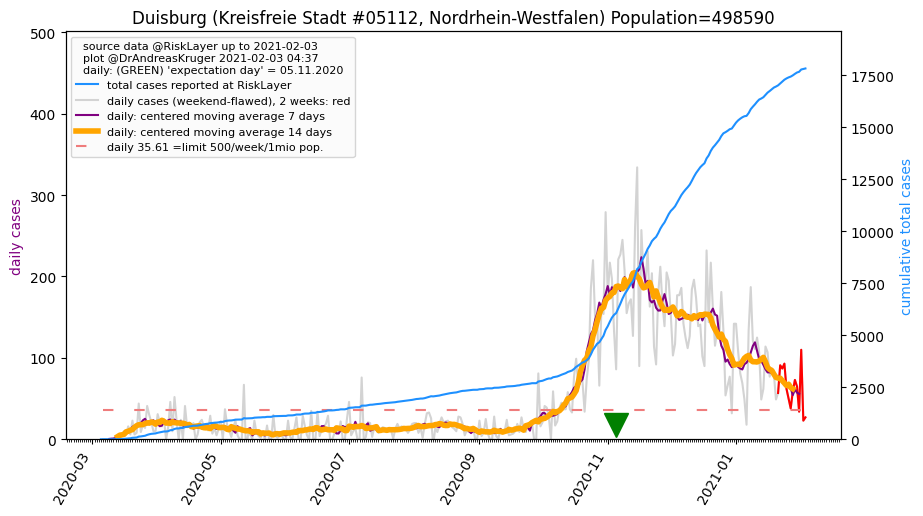 Duisburg (Kreisfreie Stadt #05112, Nordrhein-Westfalen) Population=498590
source data @RiskLayer up to 2021-02-03
plot @DrAndreasKruger 2021-02-03 04:37
daily: (GREEN) 'expectation day' = 05.11.2020
total cases reported at RiskLayer
daily cases (weekend-flawed), 2 weeks: red
daily: centered moving average 7 days
daily: centered moving average 14 days
daily 35.61 =limit 500/week/1mio pop.
daily cases
500
400
300
200
100
0
cumulative total cases
17500
15000
12500
10000
7500
5000
2500
0
2020-03
2020-05
2020-07
2020-09
2020-11
2021-01